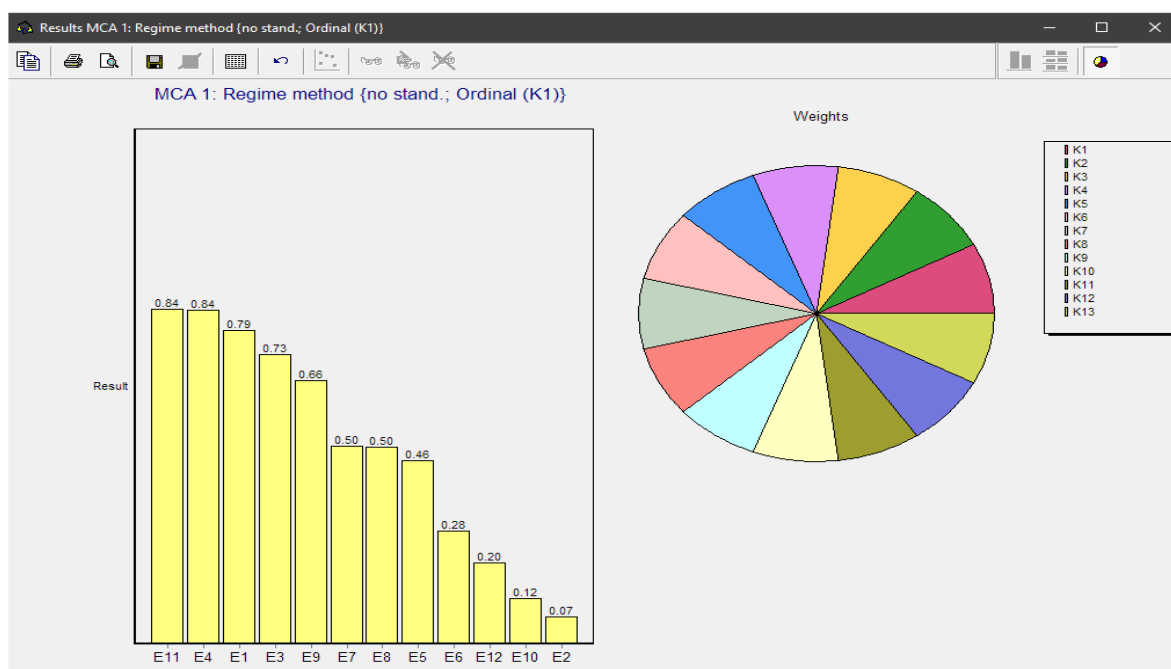 Results MCA 1: Regime method {no stand.; Ordinal (K1)}
MCA 1: Regime method {no stand.; Ordinal (K1)}
Result
0.84
0.84
0.79
0.73
0.66
0.50
0.50
0.46
0.28
0.20
0.12
0.07
E11 E4 E1 E3 E9 E7 E8 E5 E6 E12 E10 E2
Weights
K1
K2
K3
K4
K5
K6
K7
K8
K9
K10
K11
K12
K13